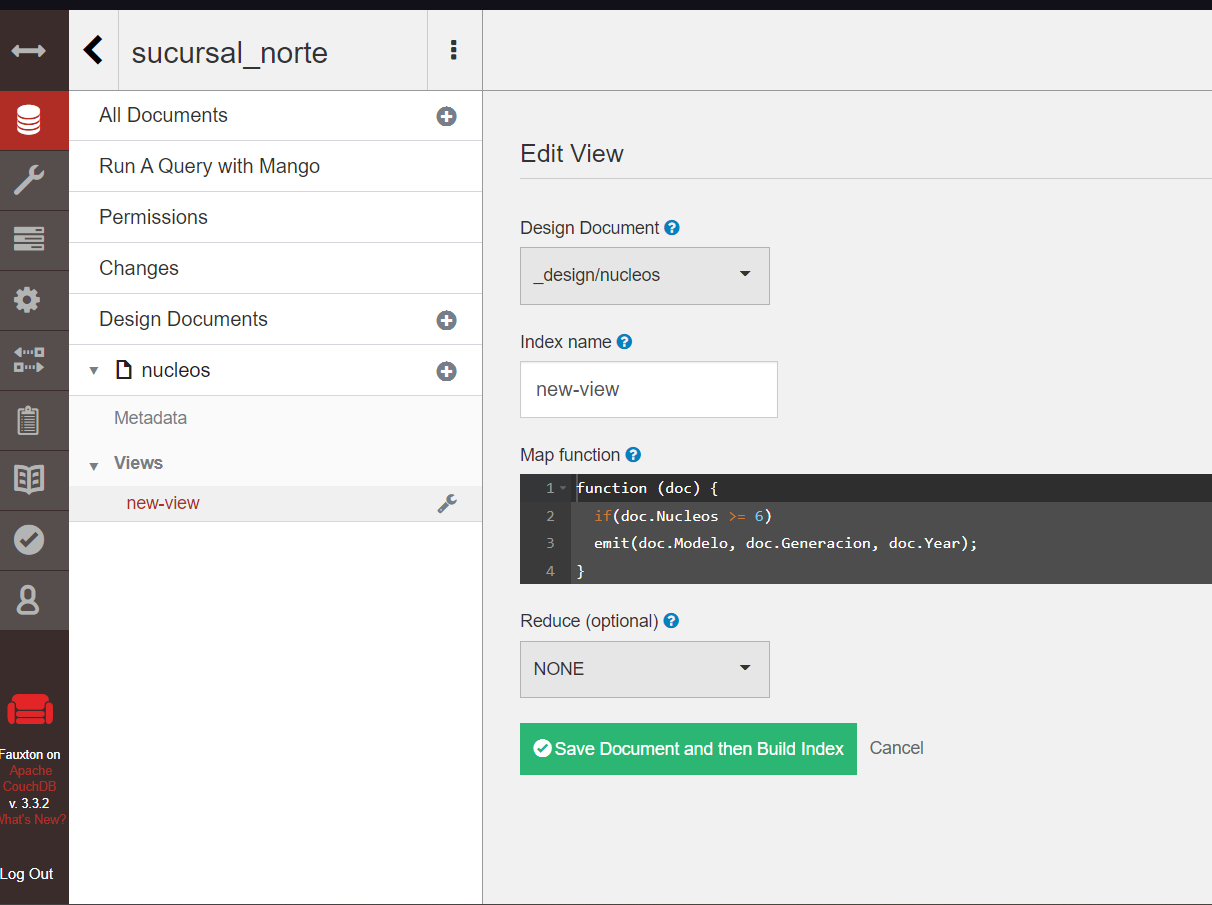 sucursal_norte
All Documents
Run A Query with Mango
Permissions
Changes
Design Documents
nucleos
Metadata
Views
new-view
Edit View
Design Document
_design/nucleos
Index name
new-view
Map function
1 function (doc) {
2 if(doc.Nucleos >= 6)
3 emit(doc.Modelo, doc.Generacion, doc.Year);
4 }
Reduce (optional)
NONE
Save Document and then Build Index Cancel
Fauxton on
Apache
CouchDB
v. 3.3.2
What's New?
Log Out